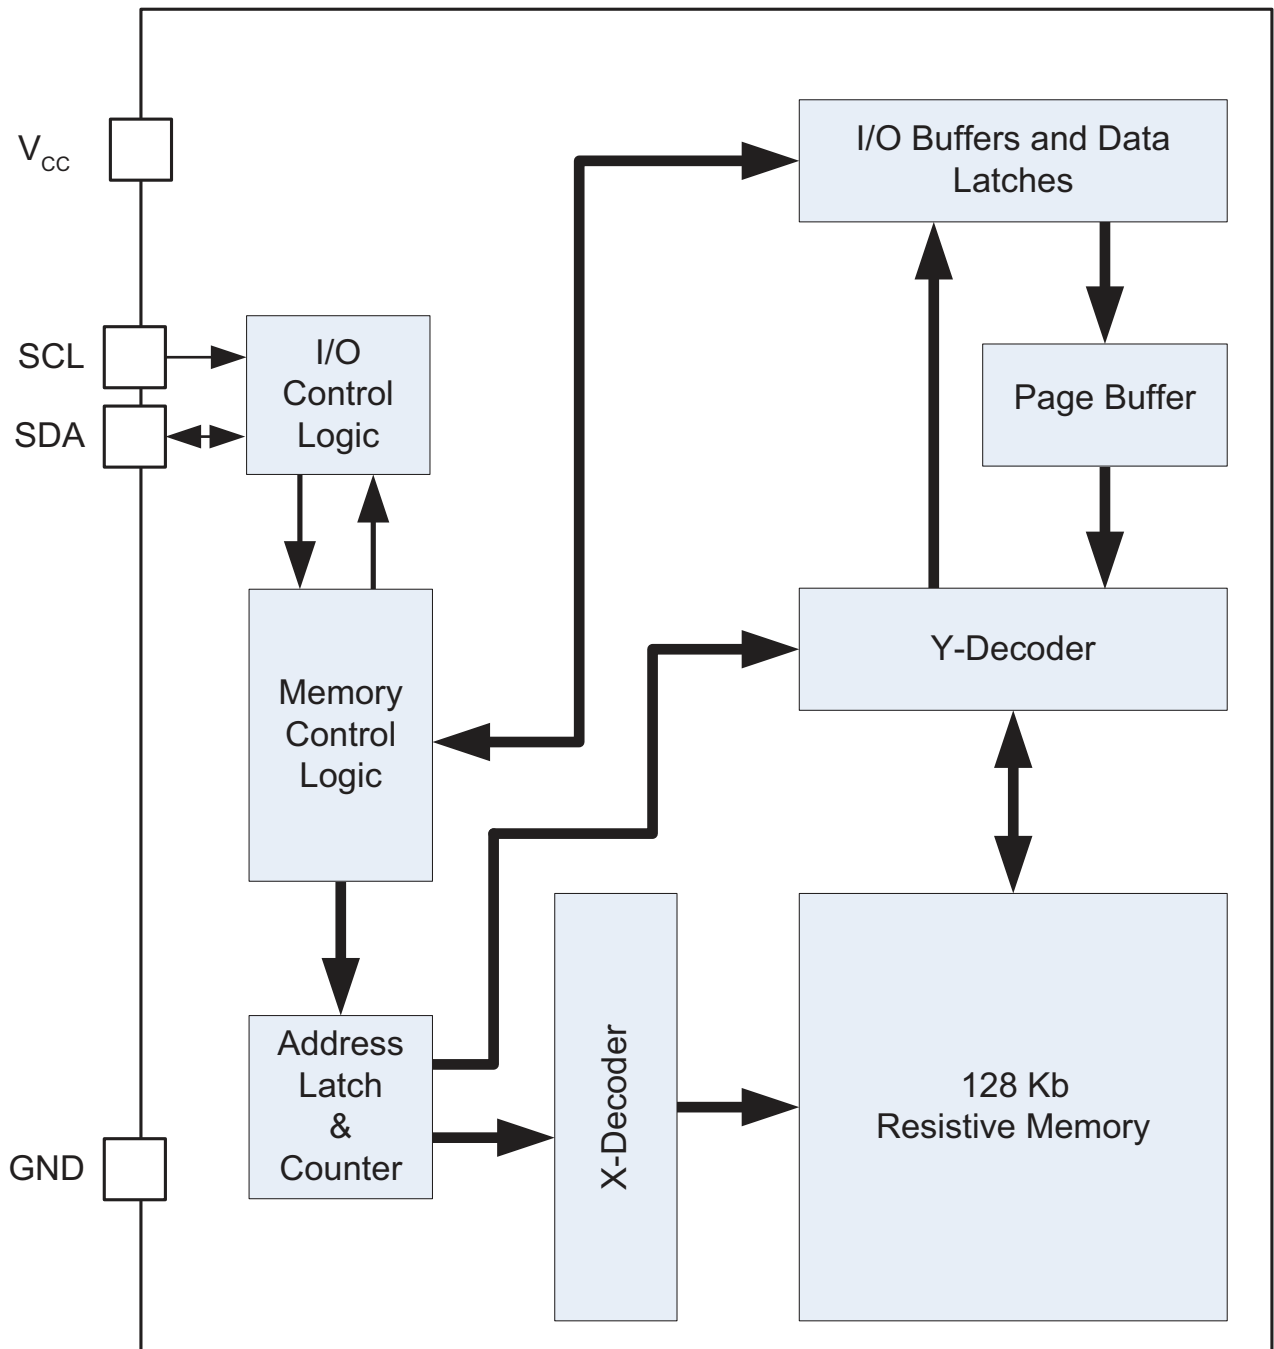 V_CC
I/O Buffers and Data
Latches
SCL
I/O
Control
Logic
SDA
Page Buffer
Y-Decoder
Memory
Control
Logic
Address
Latch
&
Counter
X-Decoder
128 Kb
Resistive Memory
GND